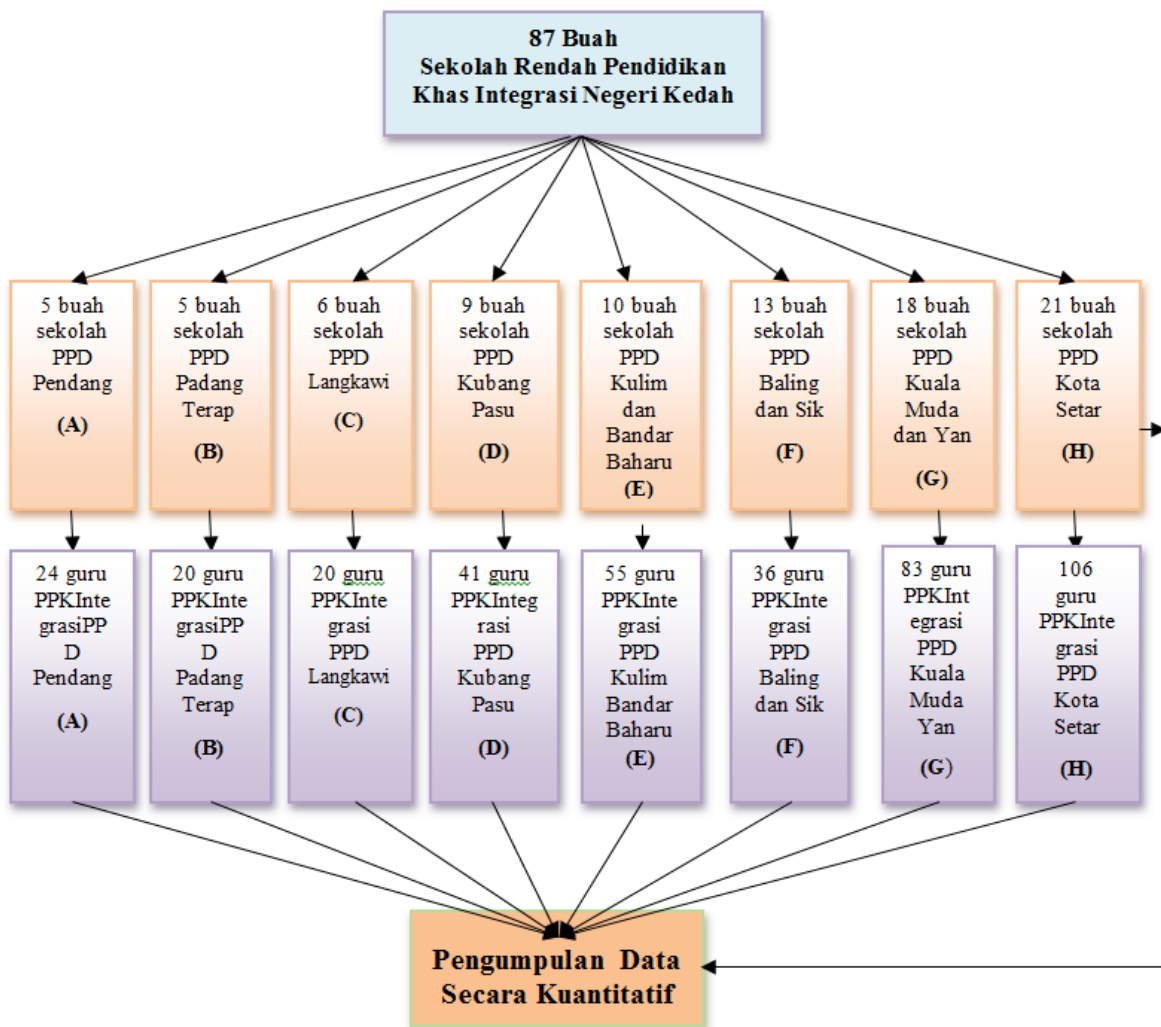 87 Buah
Sekolah Rendah Pendidikan
Khas Integrasi Negeri Kedah
5 buah
sekolah
PPD
Pendang
(A)
5 buah
sekolah
PPD
Padang
Terap
(B)
6 buah
sekolah
PPD
Langkawi
(C)
9 buah
sekolah
PPD
Kubang
Pasu
(D)
10 buah
sekolah
PPD
Kulim
dan
Bandar
Baharu
(E)
13 buah
sekolah
PPD
Baling
dan Sik
(F)
18 buah
sekolah
PPD
Kuala
Muda
dan Yan
(G)
21 buah
sekolah
PPD
Kota
Setar
(H)
24 guru
PPKInte
grasiPP
D
Pendang
(A)
20 guru
PPKInte
grasiPP
D
Padang
Terap
(B)
20 guru
PPKInte
grasi
PPD
Langkawi
(C)
41 guru
PPKInteg
rasi
PPD
Kubang
Pasu
(D)
55 guru
PPKInte
grasi
PPD
Kulim
Bandar
Baharu
(E)
36 guru
PPKInte
grasi
PPD
Baling
dan Sik
(F)
83 guru
PPKInt
egrasi
PPD
Kuala
Muda
Yan
(G)
106
guru
PPKInte
grasi
PPD
Kota
Setar
(H)
Pengumpulan Data
Secara Kuantitatif